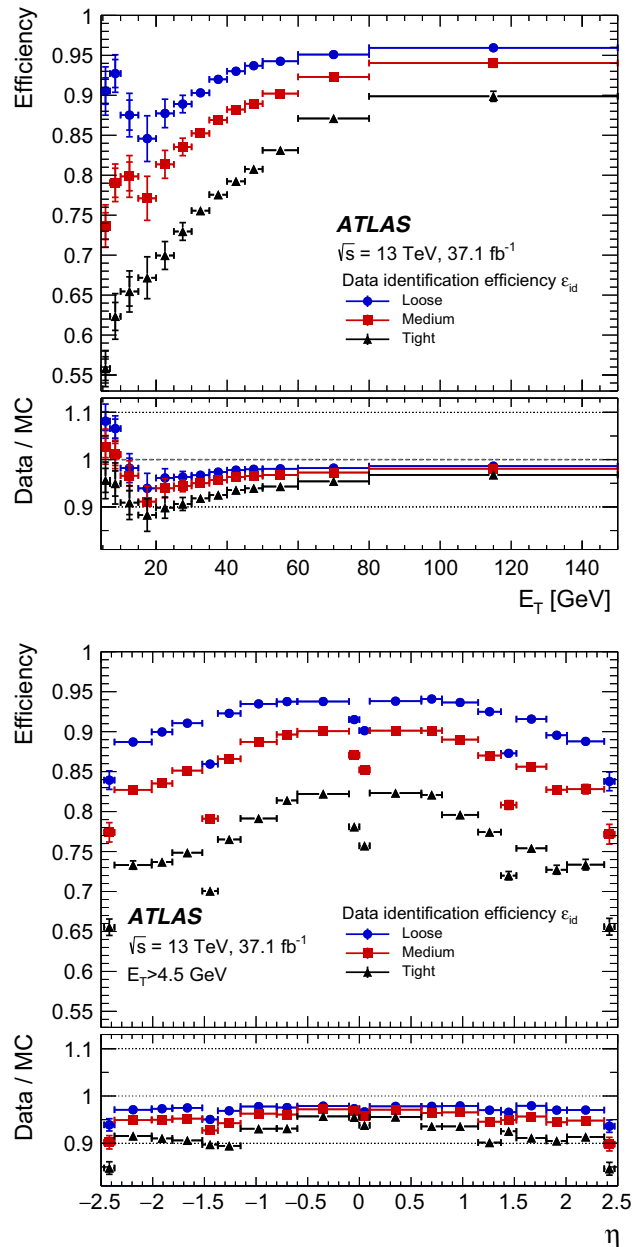 Efficiency
1
0.95
0.9
0.85
0.8
0.75
0.7
0.65
0.6
0.55
ATLAS
√s = 13 TeV, 37.1 fb⁻¹
Data identification efficiency ε_id
Loose
Medium
Tight
Data / MC
1.1
1
0.9
20 40 60 80 100 120 140
E_T [GeV]
Efficiency
1
0.95
0.9
0.85
0.8
0.75
0.7
0.65
0.6
0.55
ATLAS
√s = 13 TeV, 37.1 fb⁻¹
E_T>4.5 GeV
Data identification efficiency ε_id
Loose
Medium
Tight
Data / MC
1.1
1
0.9
−2.5 −2 −1.5 −1 −0.5 0 0.5 1 1.5 2 2.5
η